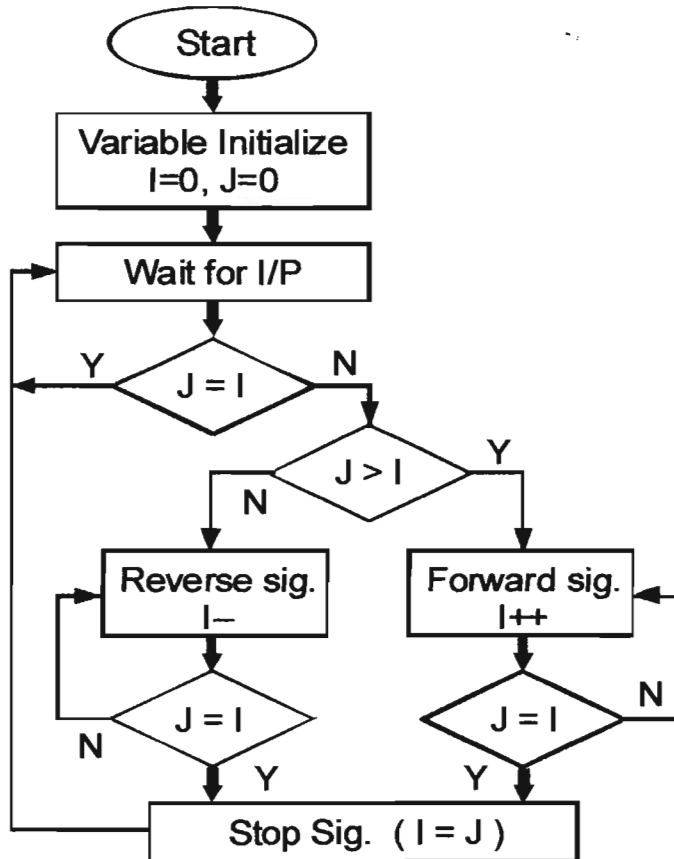 Start
Variable Initialize
I=0, J=0
Wait for I/P
Y
J = I
N
J > I
N
Y
Reverse sig.
I–
Forward sig.
I++
J = I
N
Y
J = I
N
Y
Stop Sig. ( I = J )